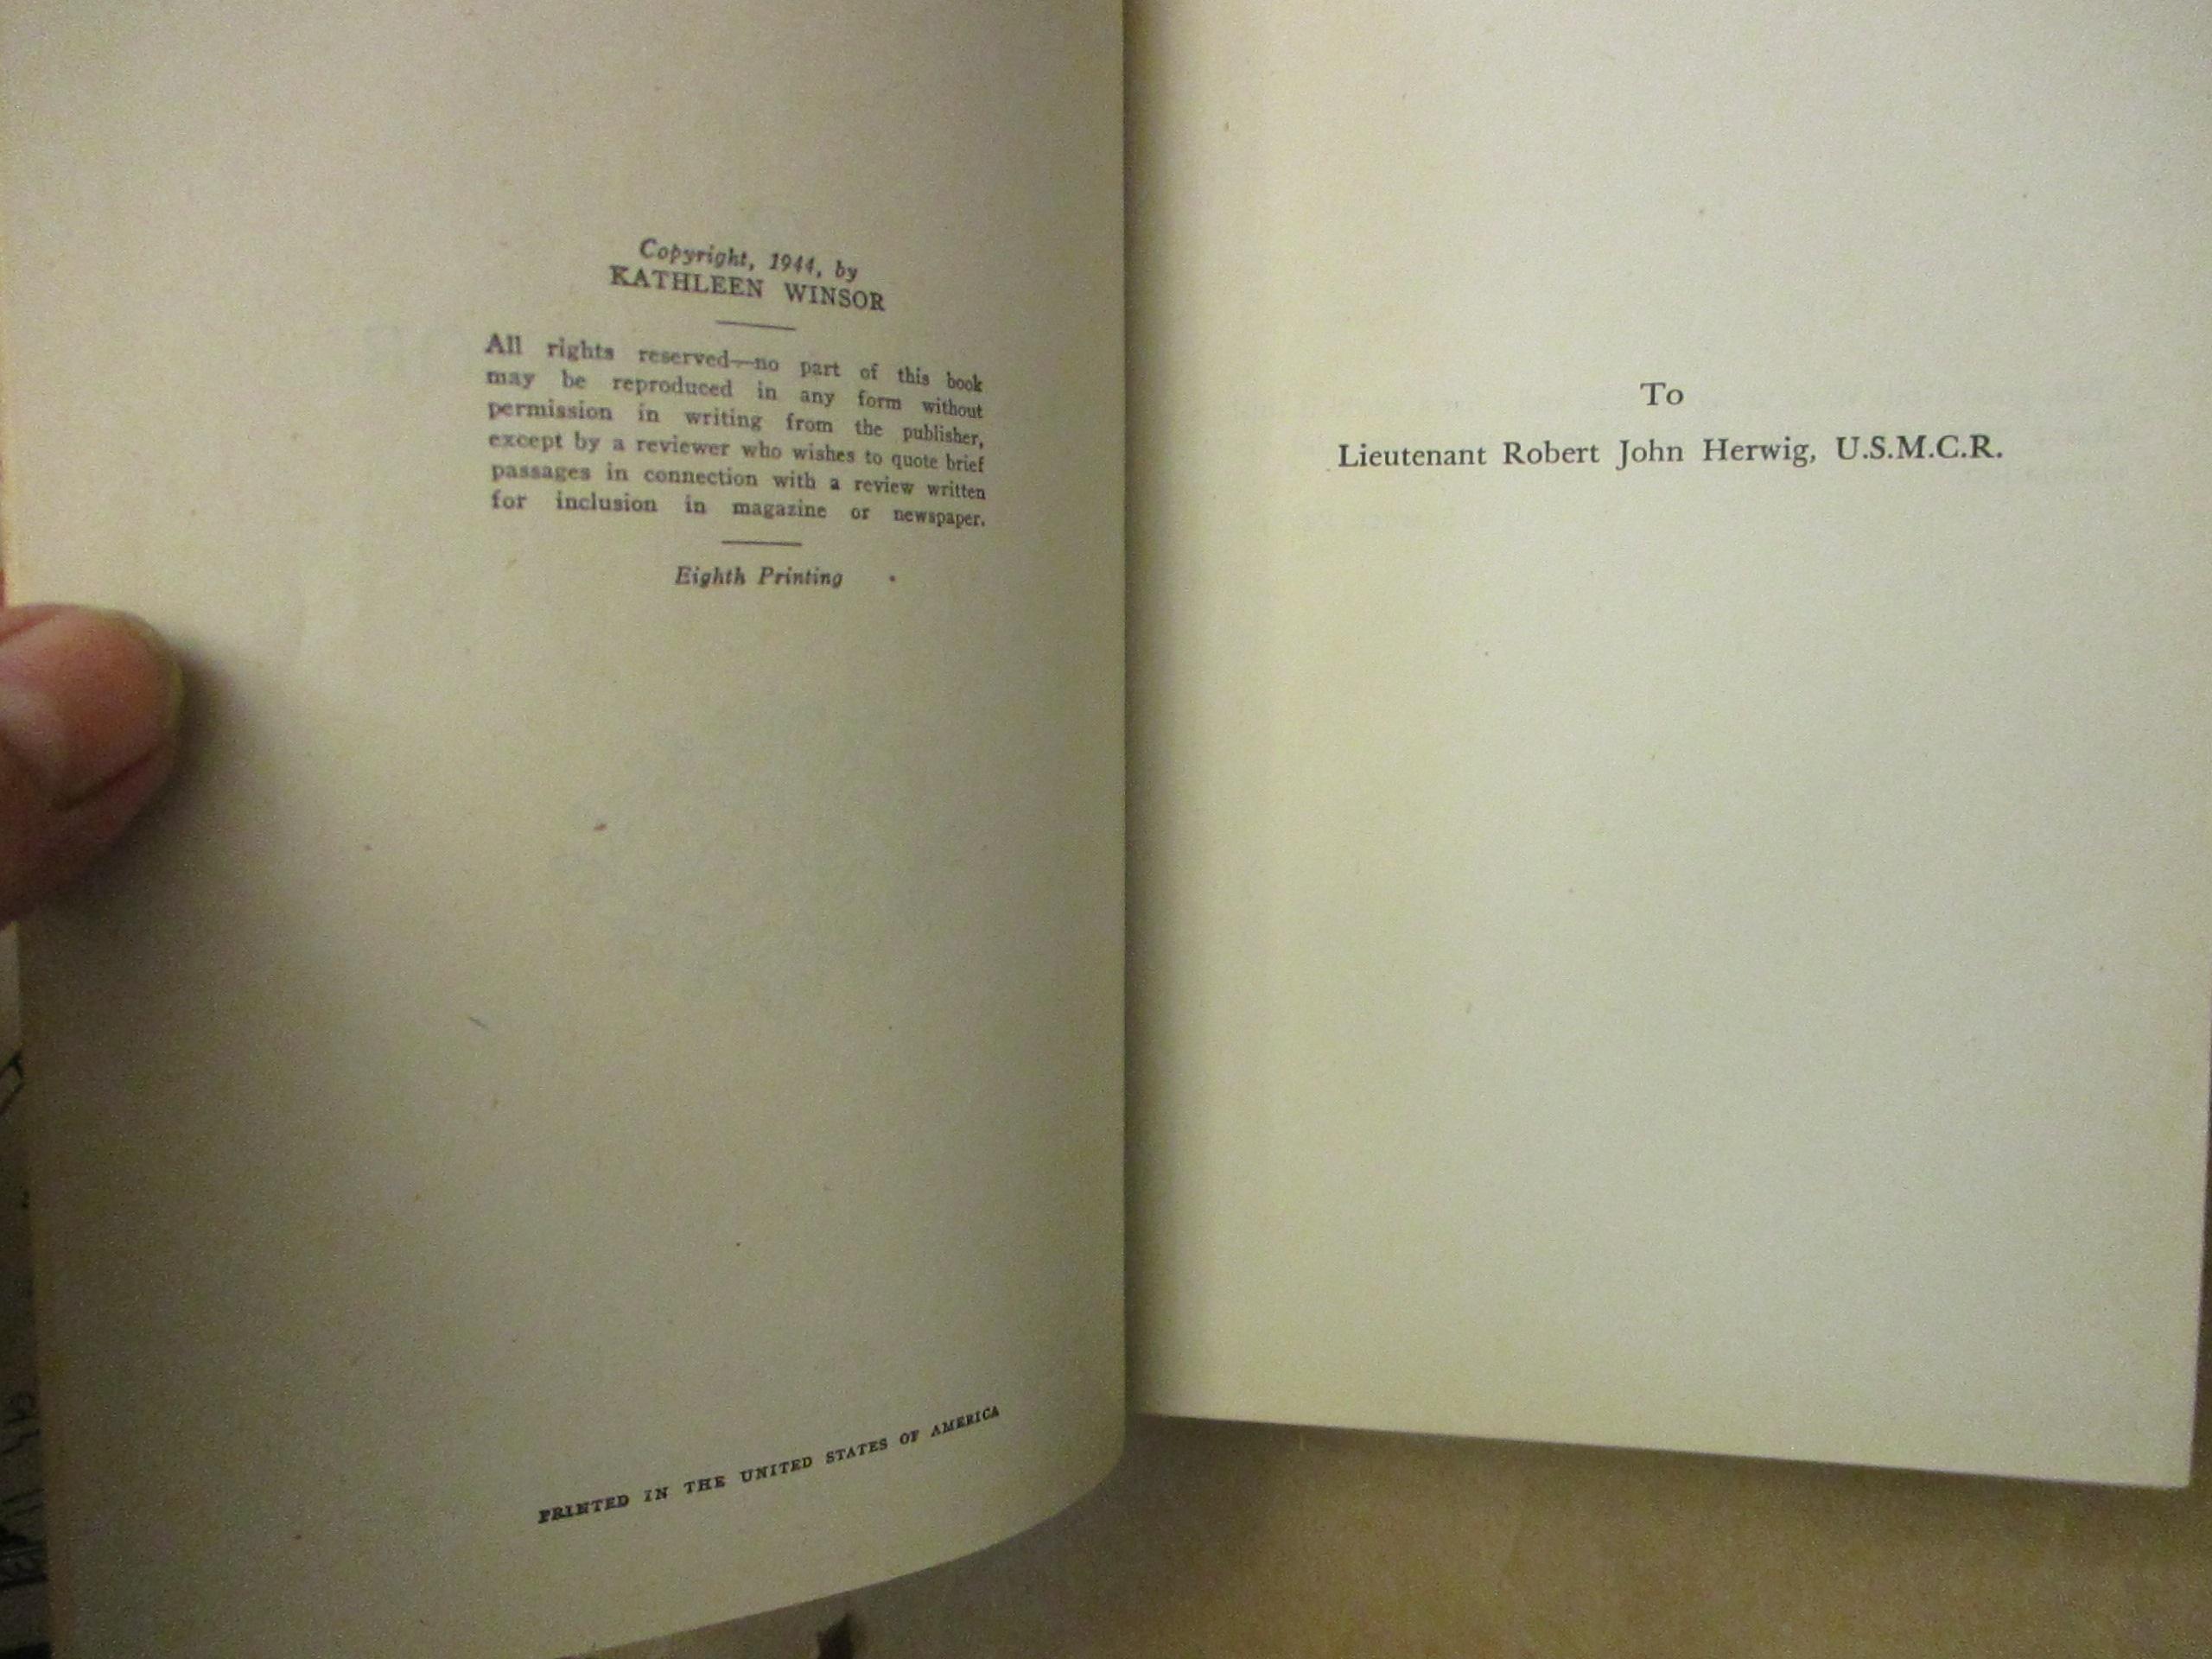 Copyright, 1944, by
KATHLEEN WINSOR
All rights reserved—no part of this book
may be reproduced in any form without
permission in writing from the publisher,
except by a reviewer who wishes to quote brief
passages in connection with a review written
for inclusion in magazine or newspaper.
Eighth Printing
PRINTED IN THE UNITED STATES OF AMERICA
To
Lieutenant Robert John Herwig, U.S.M.C.R.